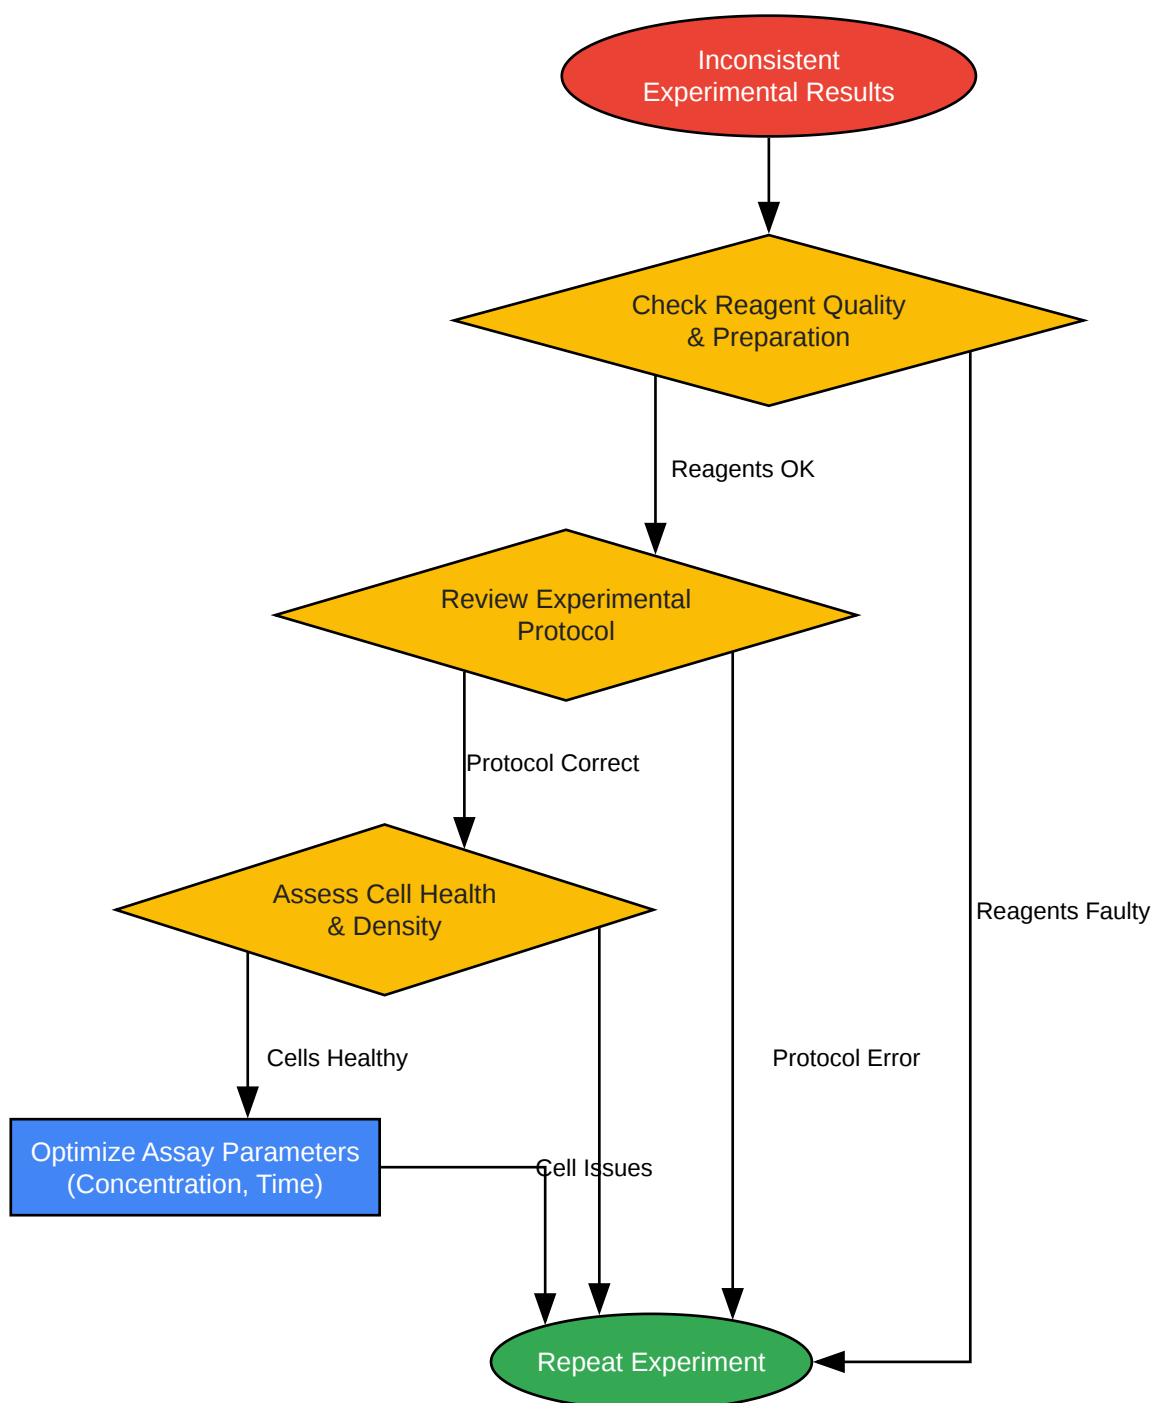 Inconsistent
Experimental Results
Check Reagent Quality
& Preparation
Reagents OK
Review Experimental
Protocol
Protocol Correct
Assess Cell Health
& Density
Reagents Faulty
Cells Healthy
Protocol Error
Optimize Assay Parameters
(Concentration, Time)
Cell Issues
Repeat Experiment